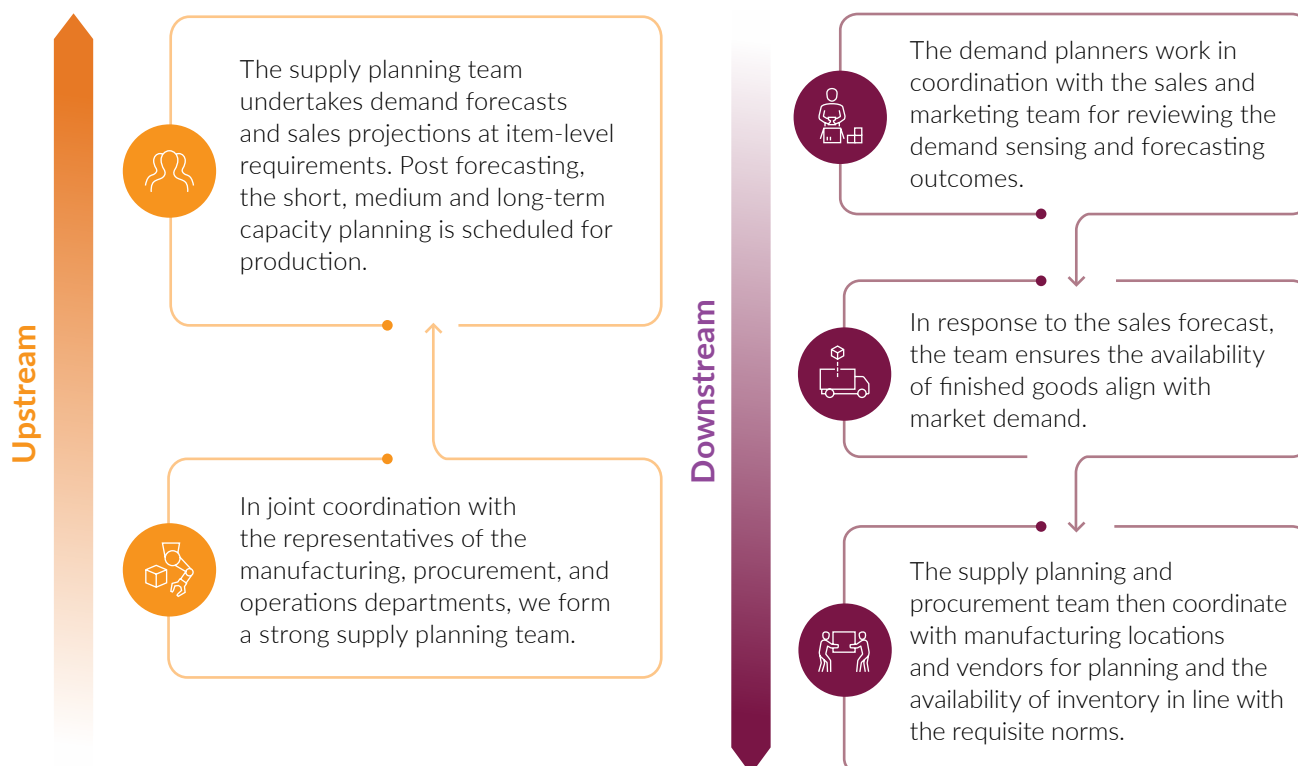 Upstream
The supply planning team
undertakes demand forecasts
and sales projections at item-level
requirements. Post forecasting,
the short, medium and long-term
capacity planning is scheduled for
production.
In joint coordination with
the representatives of the
manufacturing, procurement, and
operations departments, we form
a strong supply planning team.
Downstream
The demand planners work in
coordination with the sales and
marketing team for reviewing the
demand sensing and forecasting
outcomes.
In response to the sales forecast,
the team ensures the availability
of finished goods align with
market demand.
The supply planning and
procurement team then coordinate
with manufacturing locations
and vendors for planning and the
availability of inventory in line with
the requisite norms.